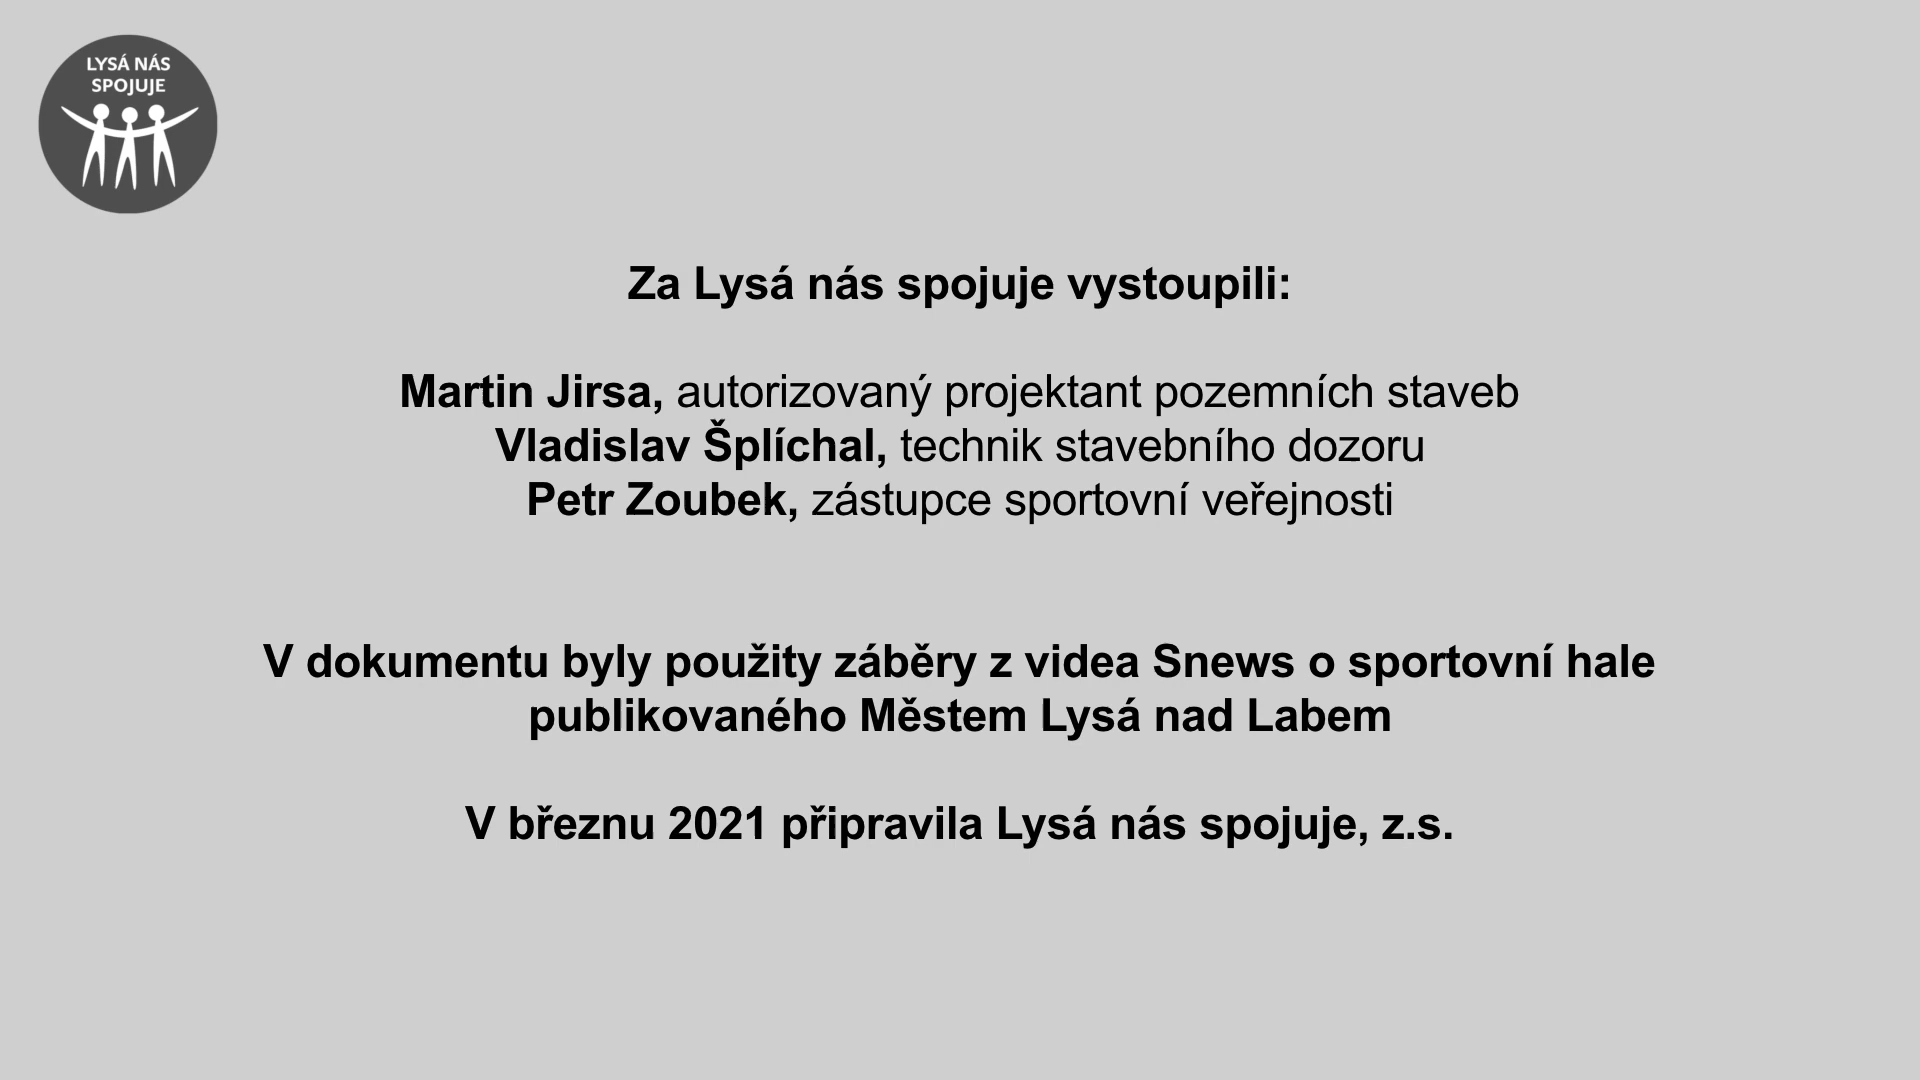 LYSÁ NÁS
SPOJUJE
Za Lysá nás spojuje vystoupili:
Martin Jirsa, autorizovaný projektant pozemních staveb
Vladislav Šplíchal, technik stavebního dozoru
Petr Zoubek, zástupce sportovní veřejnosti
V dokumentu byly použity záběry z videa Snews o sportovní hale
publikovaného Městem Lysá nad Labem
V březnu 2021 připravila Lysá nás spojuje, z.s.